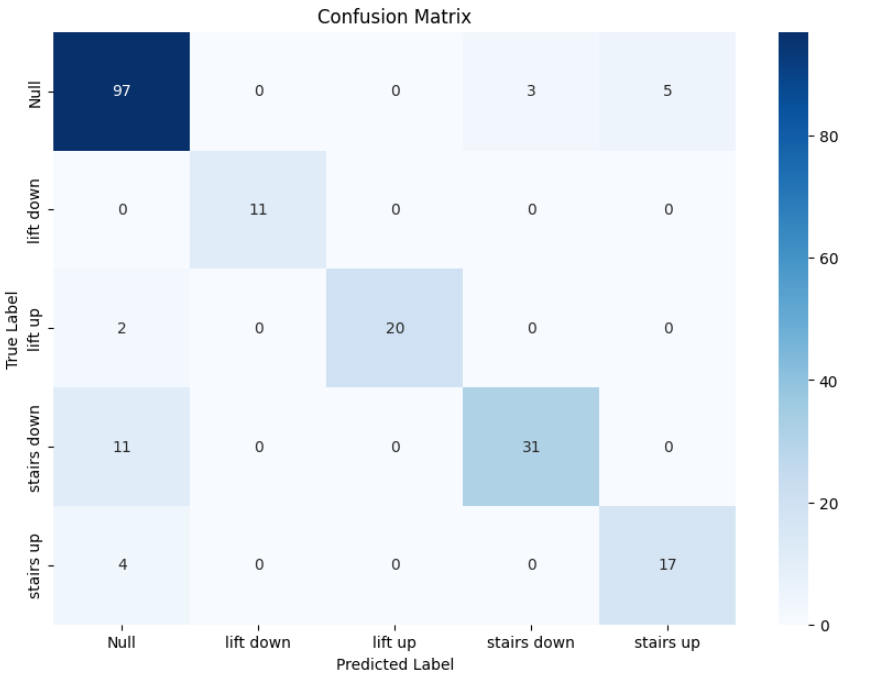 Confusion Matrix
True Label
Null
97
0
0
3
5
lift down
0
11
0
0
0
lift up
2
0
20
0
0
stairs down
11
0
0
31
0
stairs up
4
0
0
0
17
Null
lift down
lift up
stairs down
stairs up
Predicted Label
80
60
40
20
0